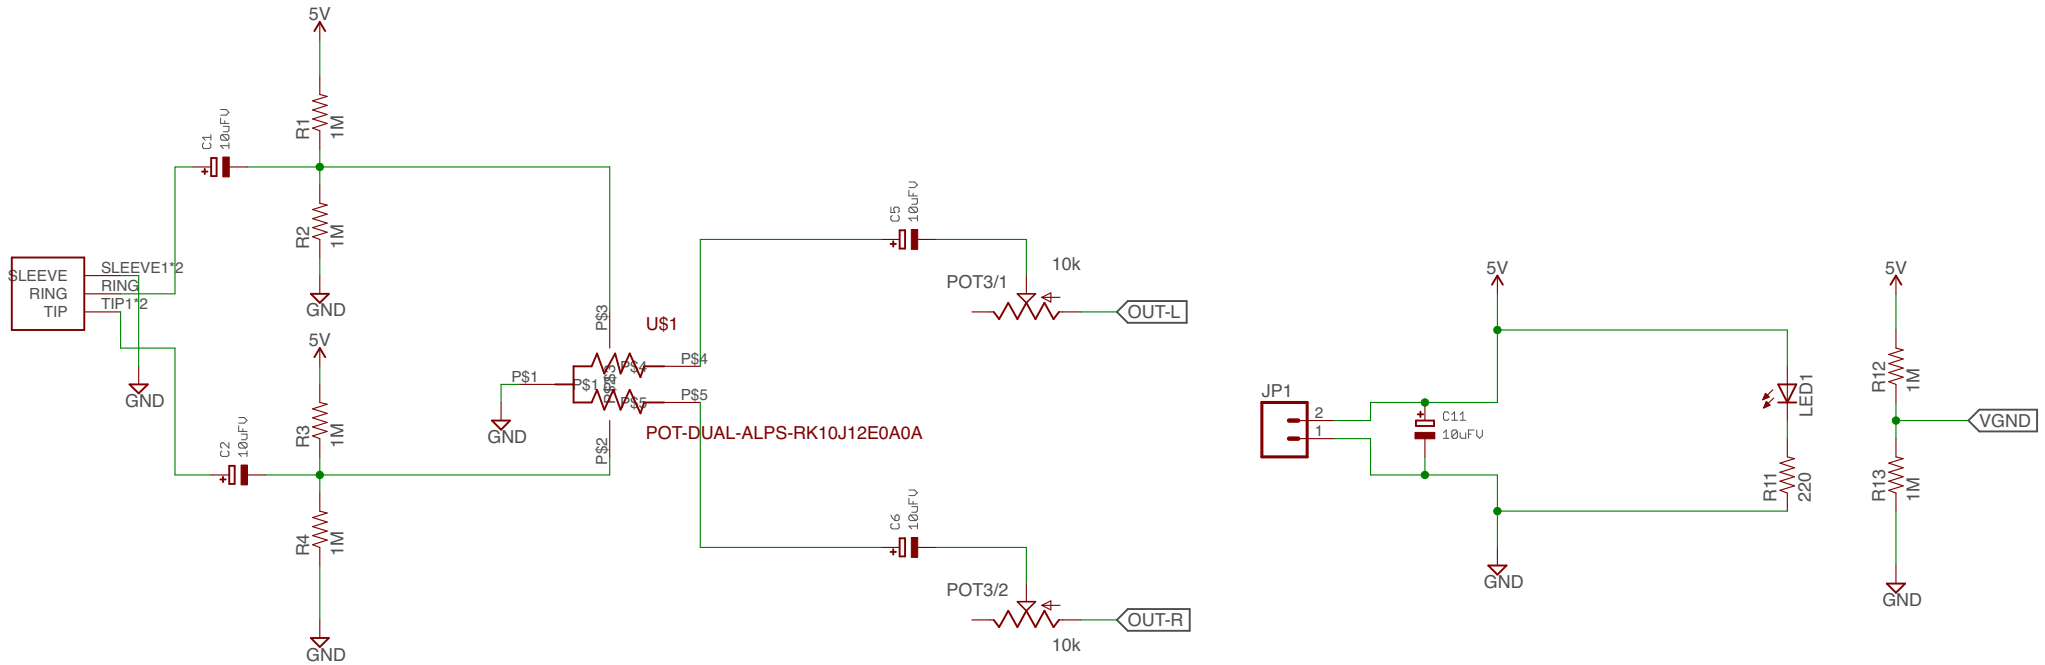 5V
R1
1M
C1
10uFV
R2
1M
GND
SLEEVE
RING
TIP
SLEEVE1*2
RING
TIP1*2
GND
5V
R3
1M
C2
10uFV
R4
1M
GND
P$3
U$1
P$1
GND
P$1
P$3
P$4
P$5
P$4
P$5
P$2
POT-DUAL-ALPS-RK10J12E0A0A
C5
10uFV
POT3/1
10k
OUT-L
C6
10uFV
POT3/2
10k
OUT-R
JP1
2
1
C11
10uFV
5V
GND
LED1
R11
220
5V
R12
1M
VGND
R13
1M
GND